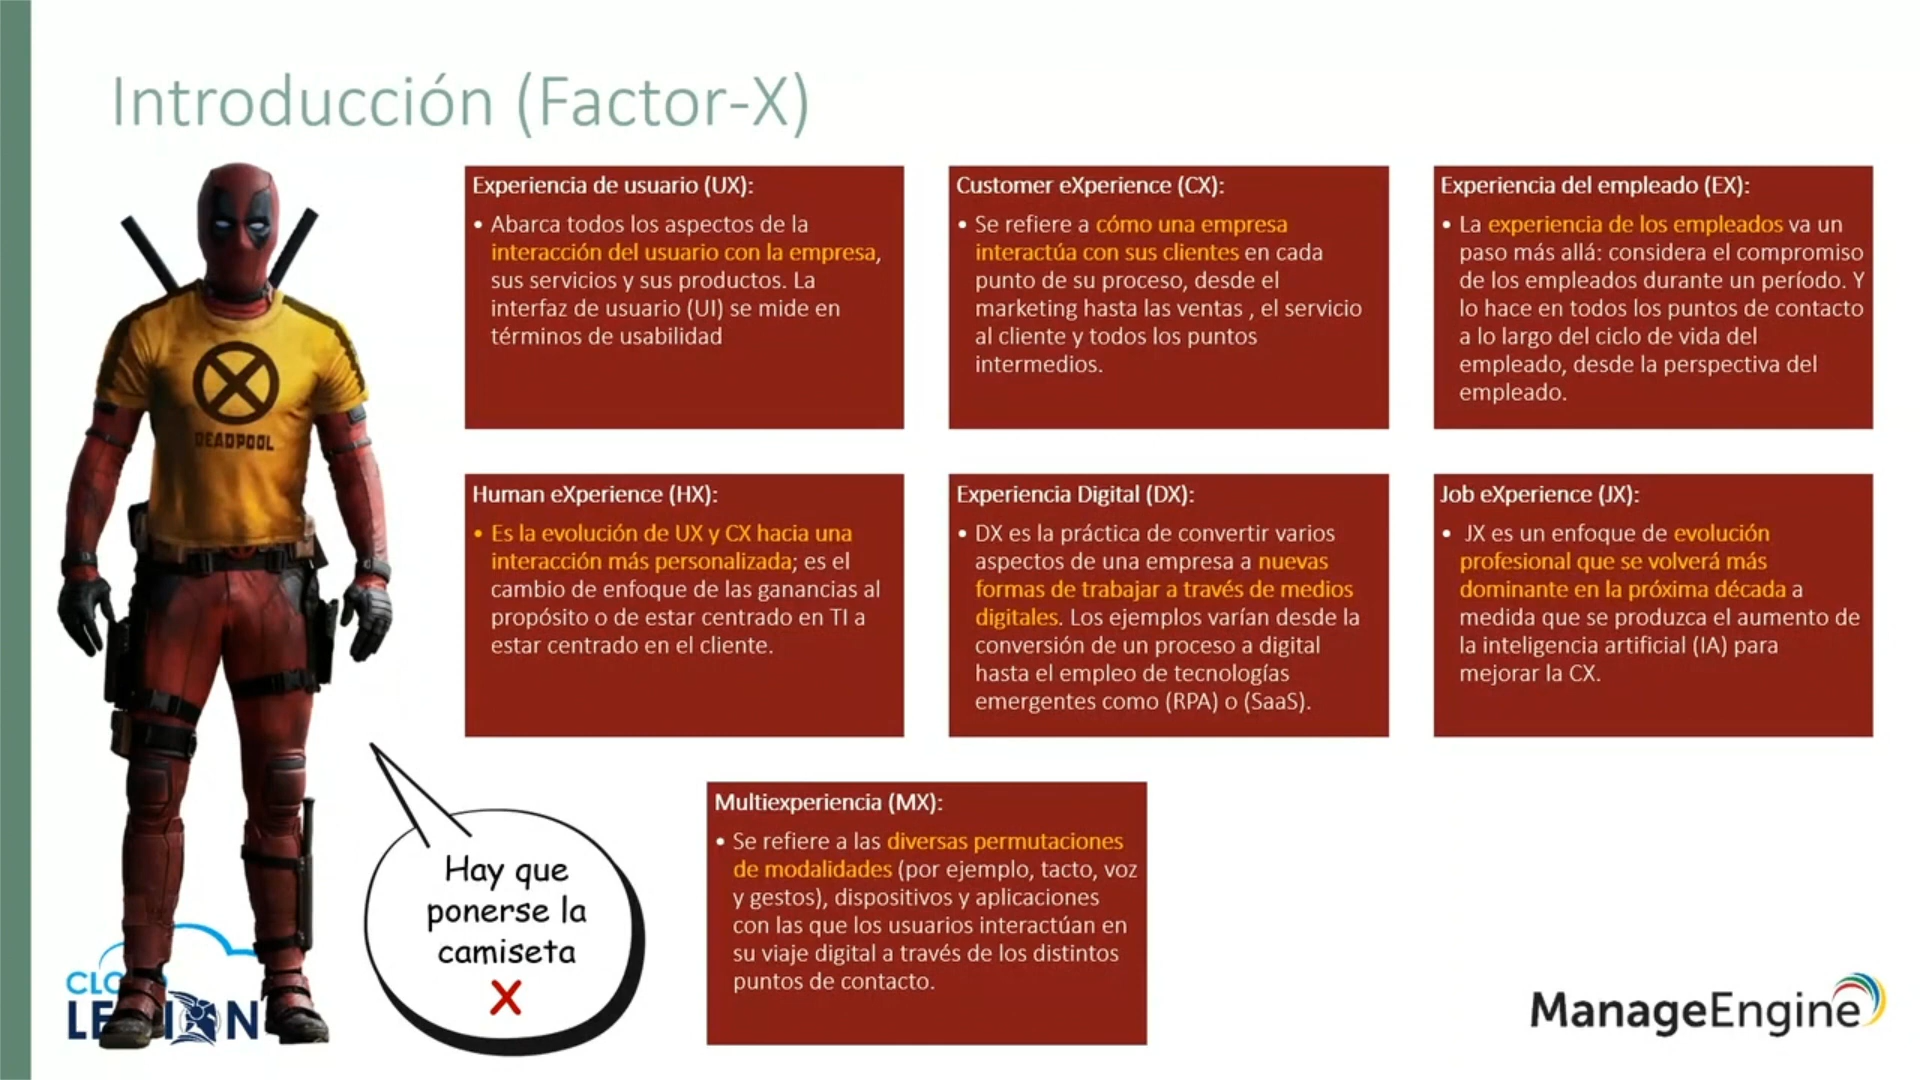 Introducción (Factor-X)
Experiencia de usuario (UX):
• Abarca todos los aspectos de la
interacción del usuario con la empresa,
sus servicios y sus productos. La
interfaz de usuario (UI) se mide en
términos de usabilidad
Customer eXperience (CX):
• Se refiere a cómo una empresa
interactúa con sus clientes en cada
punto de su proceso, desde el
marketing hasta las ventas , el servicio
al cliente y todos los puntos
intermedios.
Experiencia del empleado (EX):
• La experiencia de los empleados va un
paso más allá: considera el compromiso
de los empleados durante un período. Y
lo hace en todos los puntos de contacto
a lo largo del ciclo de vida del
empleado, desde la perspectiva del
empleado.
DEADPOOL
Human eXperience (HX):
• Es la evolución de UX y CX hacia una
interacción más personalizada; es el
cambio de enfoque de las ganancias al
propósito o de estar centrado en TI a
estar centrado en el cliente.
Experiencia Digital (DX):
• DX es la práctica de convertir varios
aspectos de una empresa a nuevas
formas de trabajar a través de medios
digitales. Los ejemplos varían desde la
conversión de un proceso a digital
hasta el empleo de tecnologías
emergentes como (RPA) o (SaaS).
Job eXperience (JX):
• JX es un enfoque de evolución
profesional que se volverá más
dominante en la próxima década a
medida que se produzca el aumento de
la inteligencia artificial (IA) para
mejorar la CX.
Hay que
ponerse la
camiseta
X
Multiexperiencia (MX):
• Se refiere a las diversas permutaciones
de modalidades (por ejemplo, tacto, voz
y gestos), dispositivos y aplicaciones
con las que los usuarios interactúan en
su viaje digital a través de los distintos
puntos de contacto.
ManageEngine